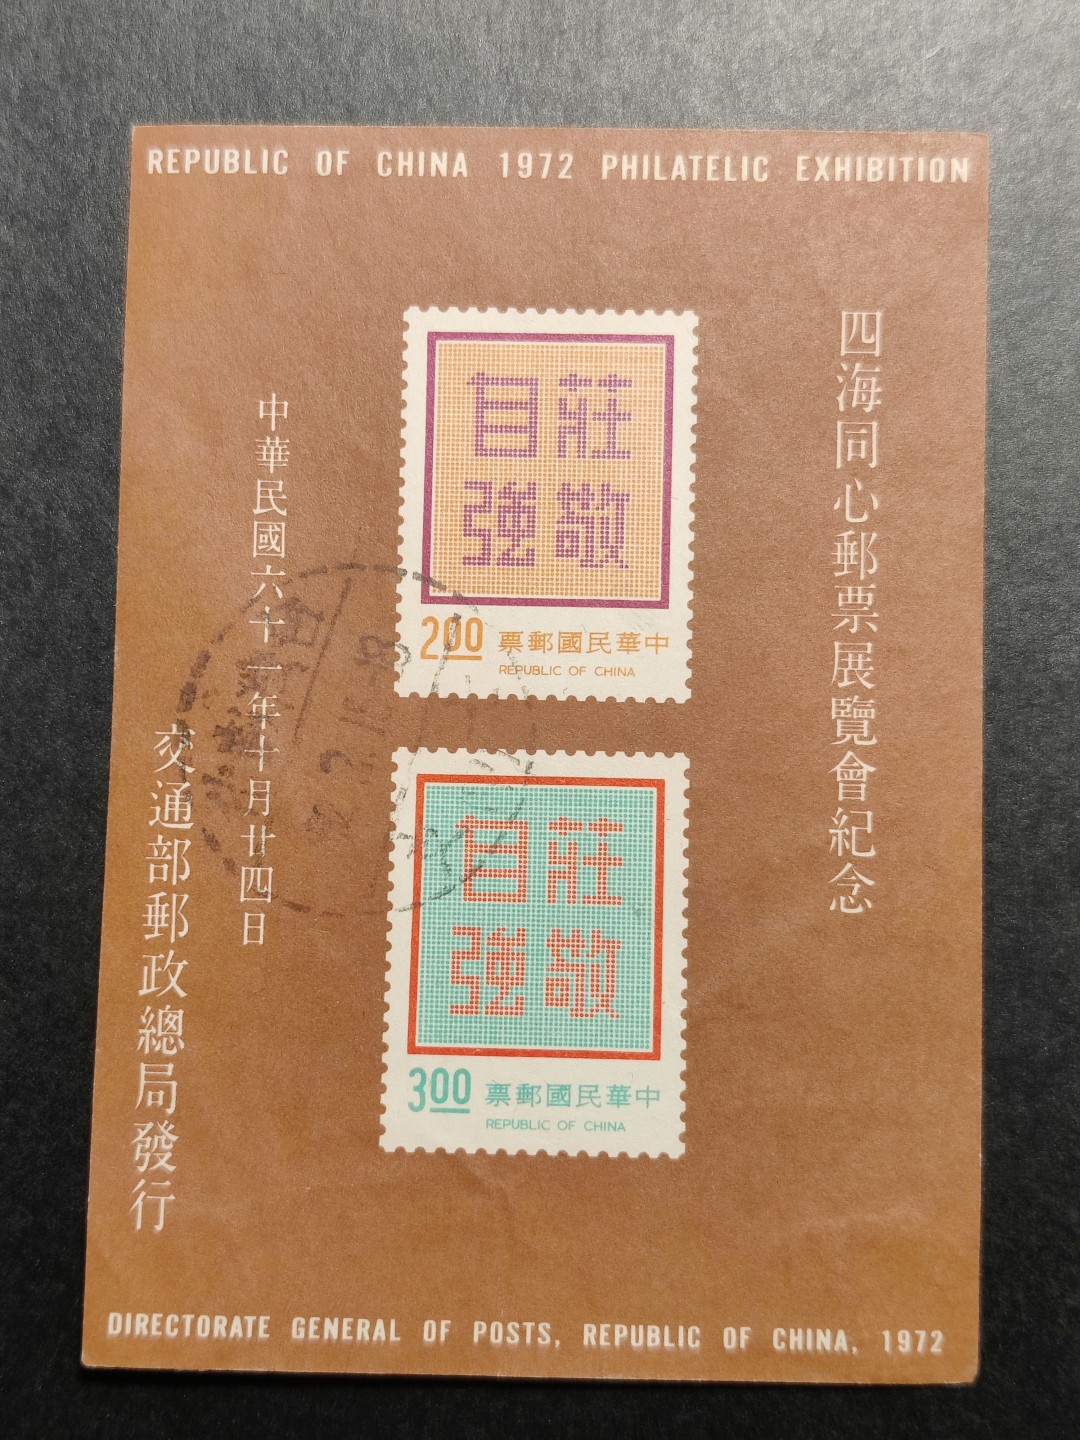 REPUBLIC OF CHINA 1972 PHILATELIC EXHIBITION
四海同心郵票展覽會紀念
莊敬
自強
2.00 票郵國民華中
REPUBLIC OF CHINA
莊敬
自強
3.00 票郵國民華中
REPUBLIC OF CHINA
中華民國六十一年十月廿四日
交通部郵政總局發行
DIRECTORATE GENERAL OF POSTS, REPUBLIC OF CHINA, 1972